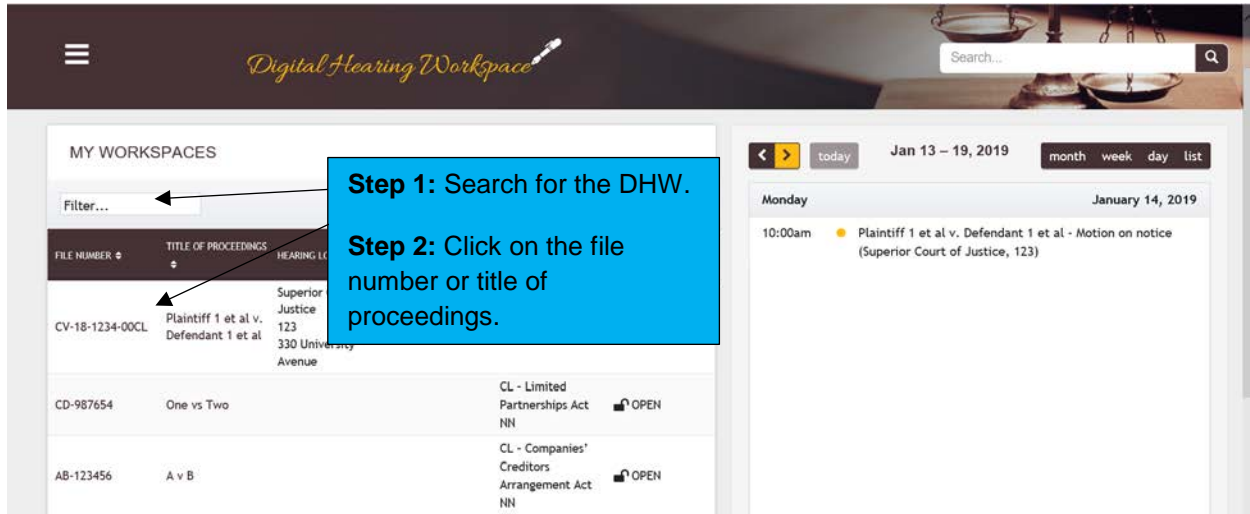 Digital Hearing Workspace
Search...
MY WORKSPACES
Filter...
FILE NUMBER
TITLE OF PROCEEDINGS
HEARING
CV-18-1234-00CL
Plaintiff 1 et al v.
Defendant 1 et al
Superior
Justice
123
330 University
Avenue
CD-987654
One vs Two
CL - Limited
Partnerships Act
NN
OPEN
AB-123456
A v B
CL - Companies'
Creditors
Arrangement Act
NN
OPEN
Step 1: Search for the DHW.
Step 2: Click on the file
number or title of
proceedings.
today
Jan 13 – 19, 2019
month week day list
Monday
January 14, 2019
10:00am
Plaintiff 1 et al v. Defendant 1 et al - Motion on notice
(Superior Court of Justice, 123)